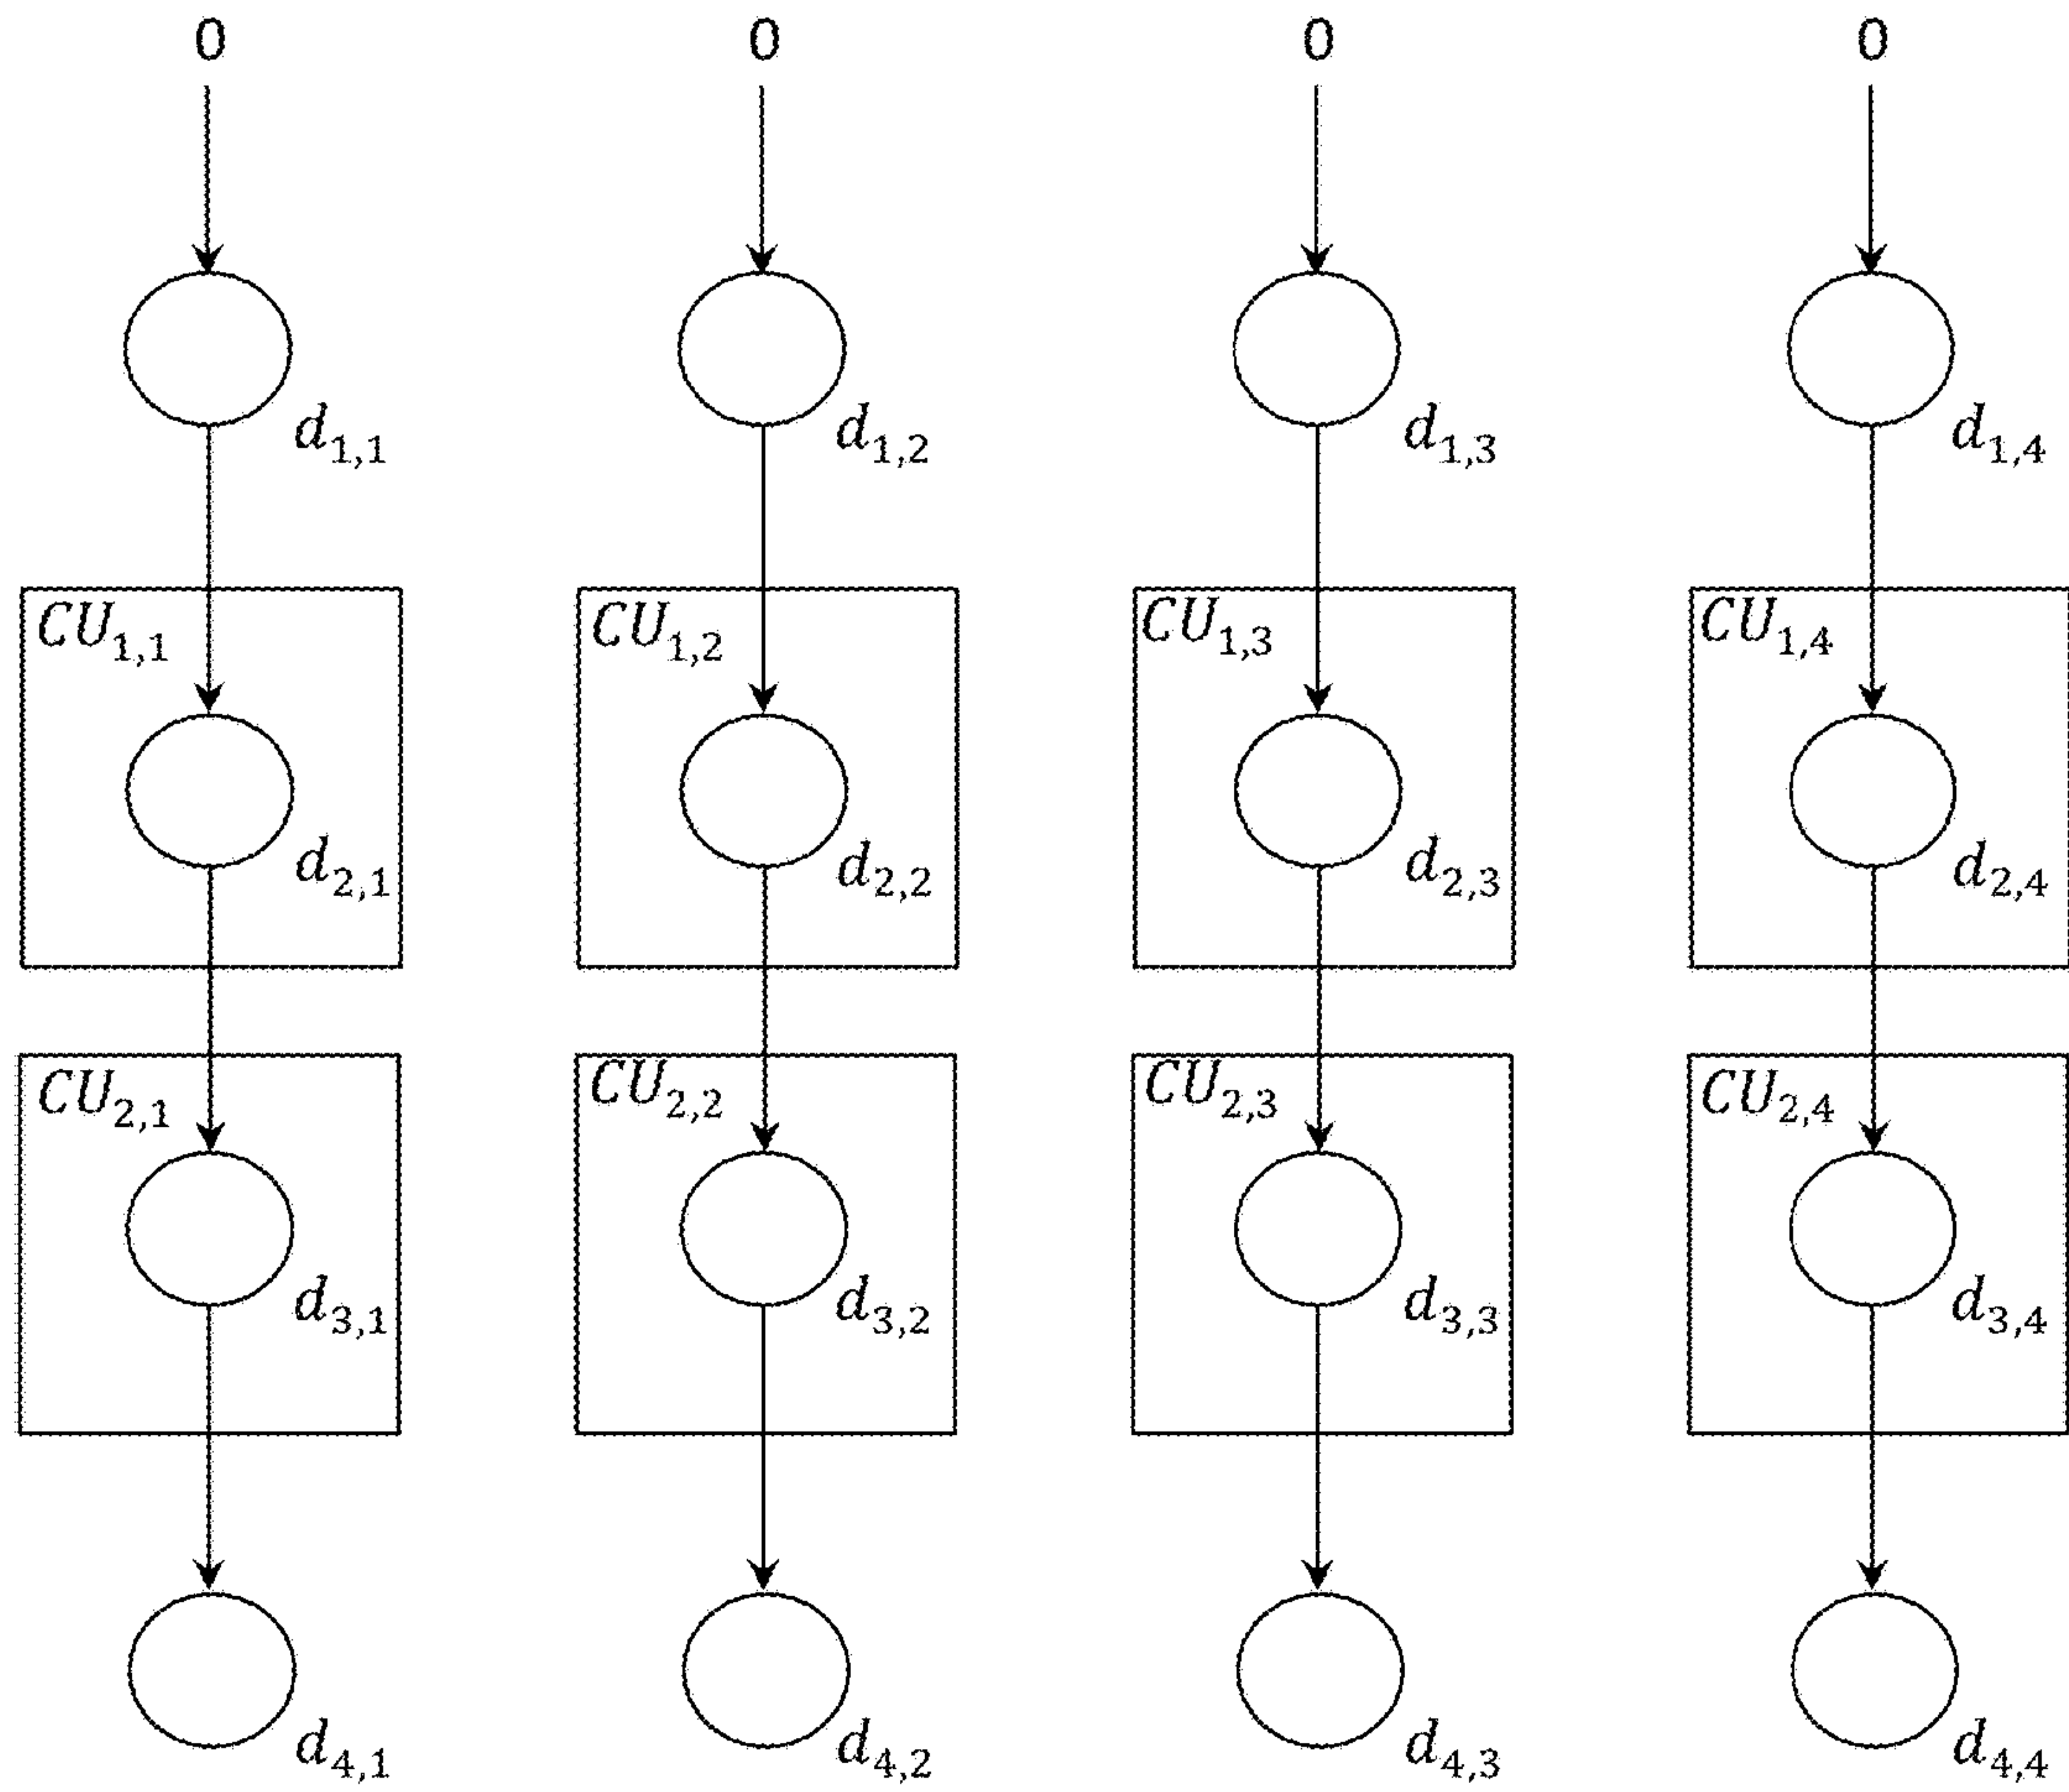 0 0 0 0
d1,1 d1,2 d1,3 d1,4
CU1,1 CU1,2 CU1,3 CU1,4
d2,1 d2,2 d2,3 d2,4
CU2,1 CU2,2 CU2,3 CU2,4
d3,1 d3,2 d3,3 d3,4
d4,1 d4,2 d4,3 d4,4